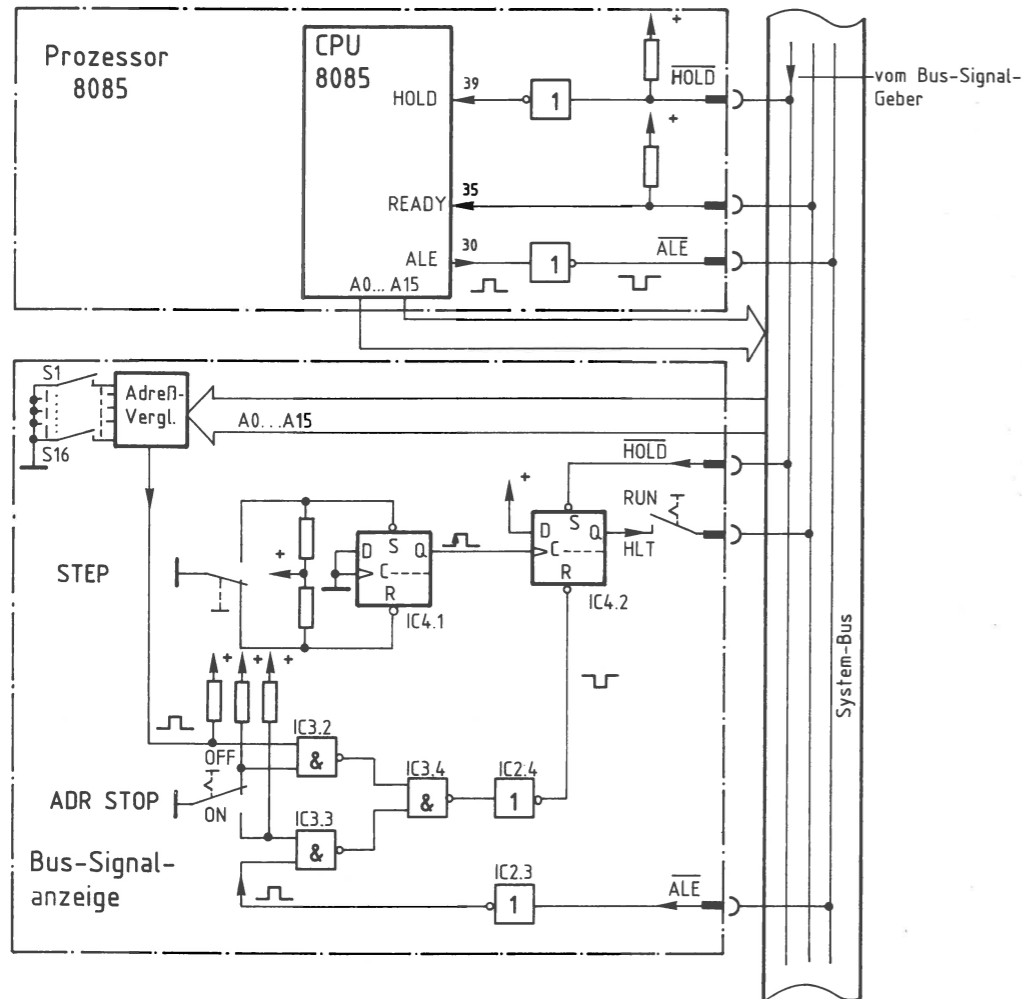 Prozessor
8085
CPU
8085
HOLD
39
1
+
HOLD
vom Bus-Signal-
Geber
+
READY
35
ALE
30
1
ALE
A0... A15
S1
Adreß-
Vergl.
A0...A15
S16
HOLD
+
RUN
S
D
Q
C
R
HLT
IC4.2
STEP
+
S
D
Q
C
R
IC4.1
+
+
+
OFF
IC3.2
&
IC3.4
&
IC2.4
1
ADR STOP
ON
IC3.3
&
Bus-Signal-
anzeige
IC2.3
1
ALE
System-Bus